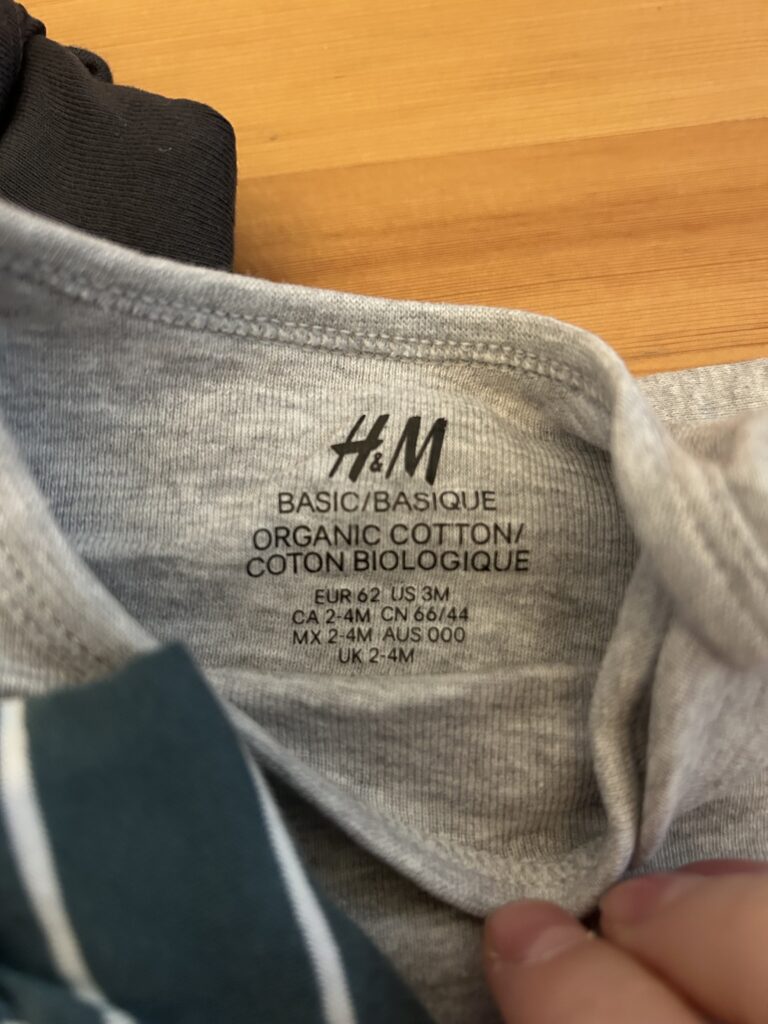 H&M
BASIC/BASIQUE
ORGANIC COTTON/
COTON BIOLOGIQUE
EUR 62 US 3M
CA 2-4M CN 66/44
MX 2-4M AUS 000
UK 2-4M